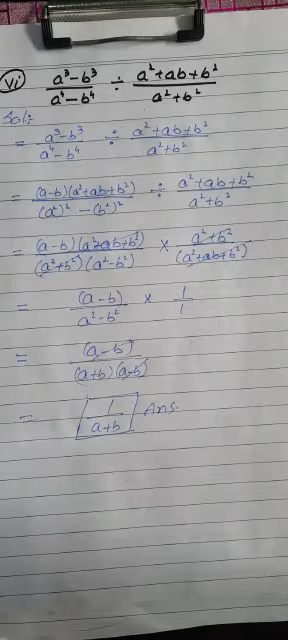 vi) (a³-b³)/(a⁴-b⁴) ÷ (a²+ab+b²)/(a²+b²)
Sol:
= (a³-b³)/(a⁴-b⁴) ÷ (a²+ab+b²)/(a²+b²)
= ((a-b)(a²+ab+b²))/((a²)² - (b²)²) ÷ (a²+ab+b²)/(a²+b²)
= ((a-b)(a²+ab+b²))/((a²+b²)(a²-b²)) × (a²+b²)/((a²+ab+b²))
= (a-b)/(a²-b²) × 1/1
= (a-b)/((a+b)(a-b))
= [1/(a+b)] Ans.